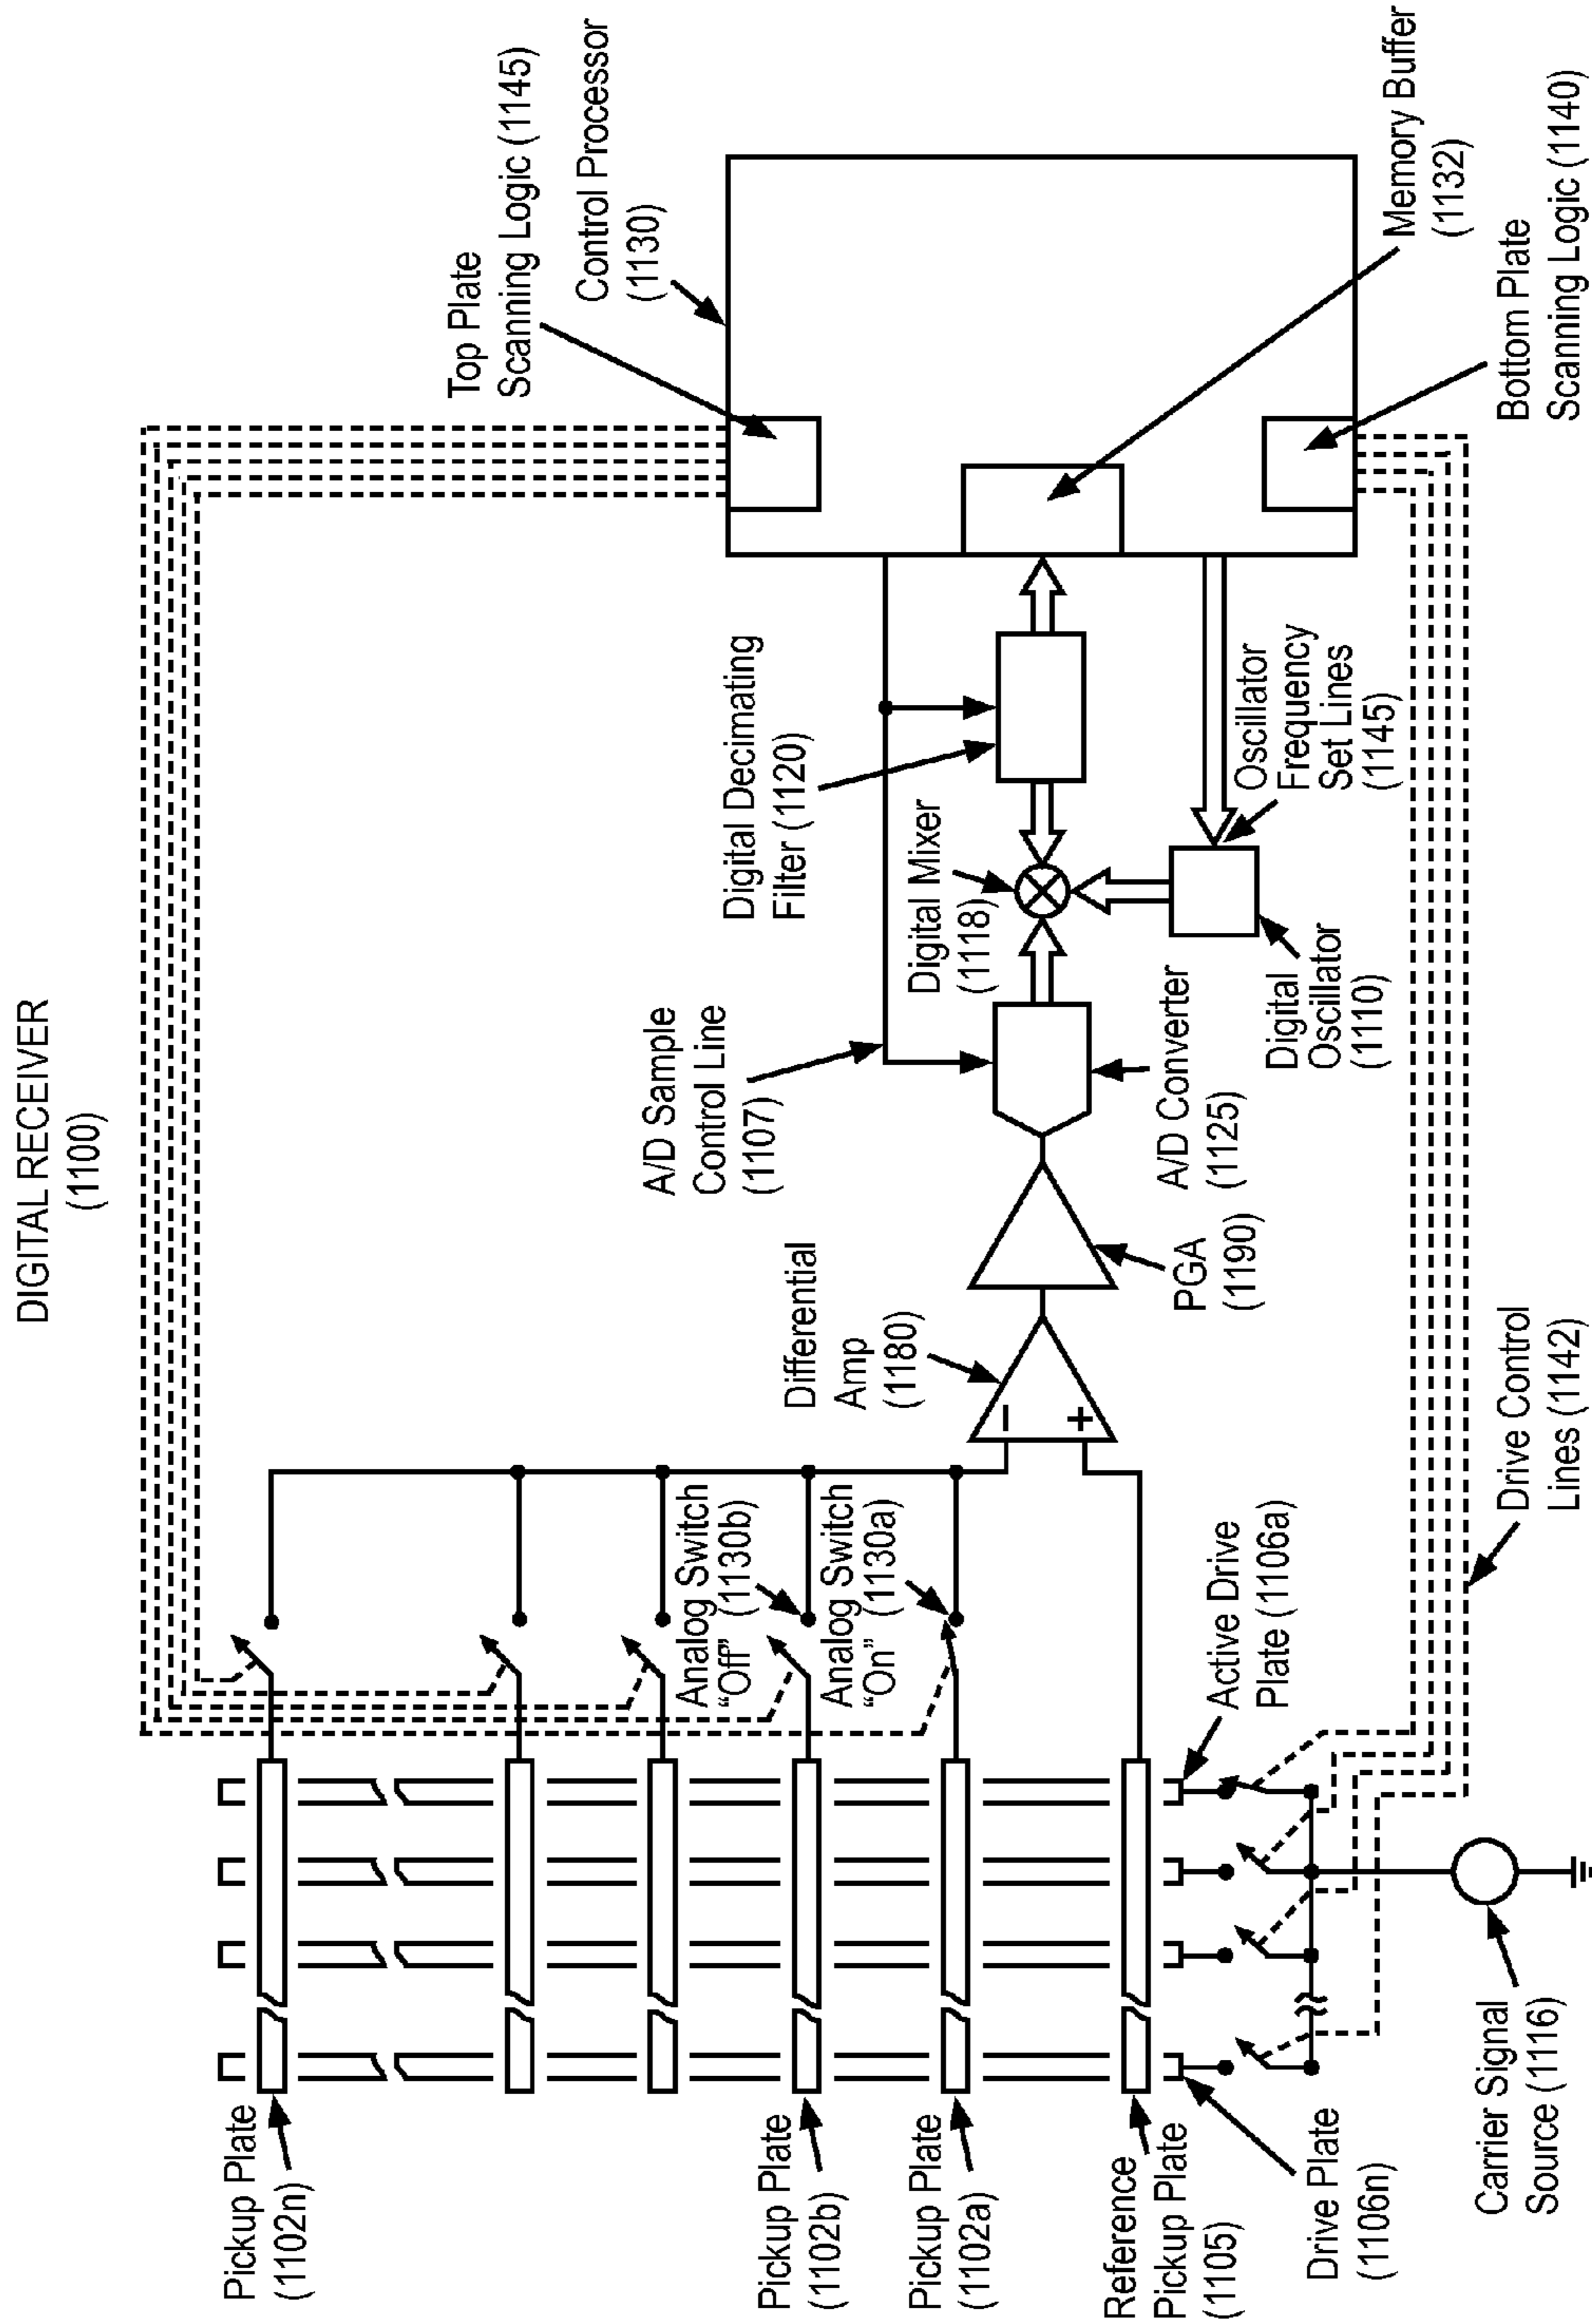 DIGITAL RECEIVER
(1100)
Top Plate
Scanning Logic (1145)
Control Processor
(1130)
Memory Buffer
(1132)
Bottom Plate
Scanning Logic (1140)
Digital Decimating
Filter (1120)
Digital Mixer
(1118)
Oscillator
Frequency
Set Lines
(1145)
A/D Sample
Control Line
(1107)
A/D Converter
(1125)
Digital
Oscillator
(1110)
Differential
Amp
(1180)
−
+
PGA
(1190)
Drive Control
Lines (1142)
Analog Switch
“Off” (1130b)
Analog Switch
“On” (1130a)
Active Drive
Plate (1106a)
Pickup Plate
(1102n)
Pickup Plate
(1102b)
Pickup Plate
(1102a)
Reference
Pickup Plate
(1105)
Drive Plate
(1106n)
Carrier Signal
Source (1116)